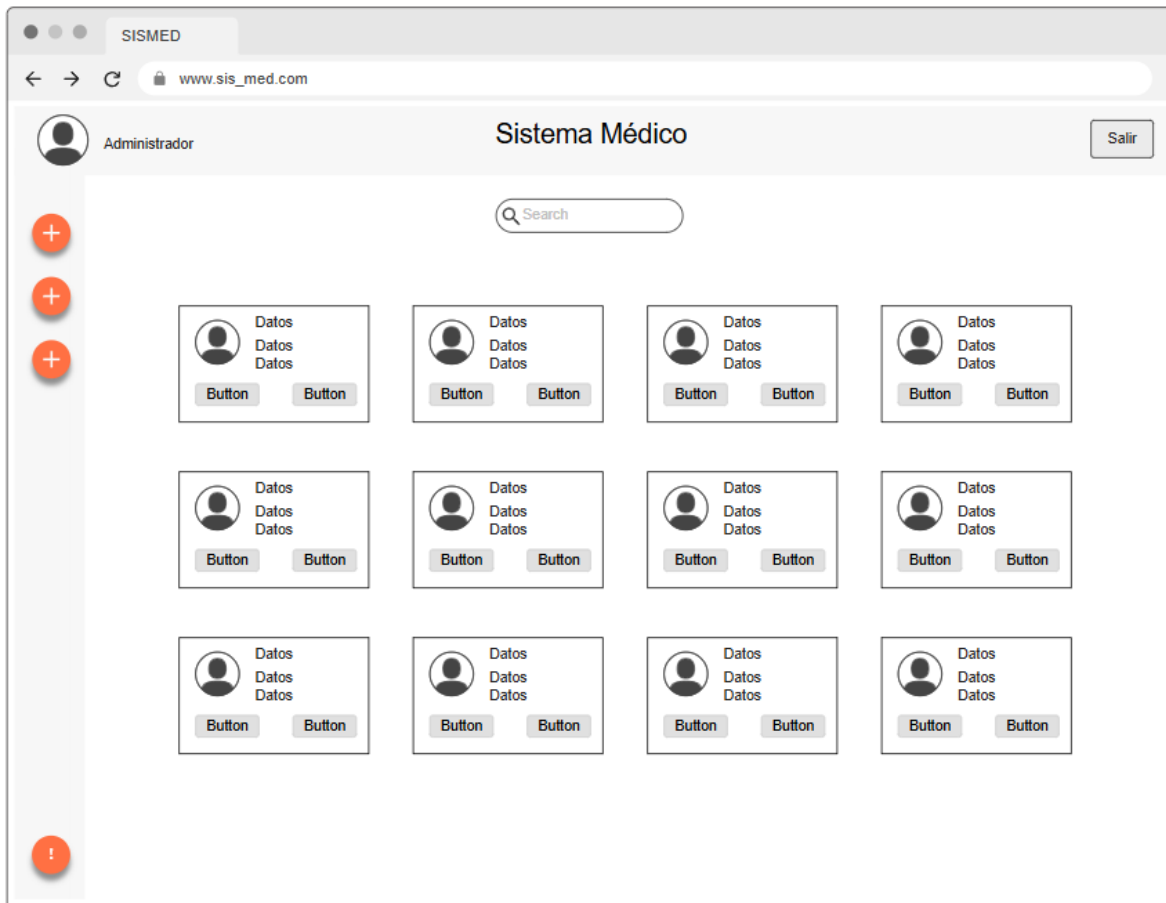 SISMED
www.sis_med.com
Administrador
Sistema Médico
Salir
Search
Datos Datos Datos Datos
Datos Datos Datos Datos
Datos Datos Datos Datos
Button Button Button Button Button Button Button Button
Datos Datos Datos Datos
Datos Datos Datos Datos
Datos Datos Datos Datos
Button Button Button Button Button Button Button Button
Datos Datos Datos Datos
Datos Datos Datos Datos
Datos Datos Datos Datos
Button Button Button Button Button Button Button Button
!